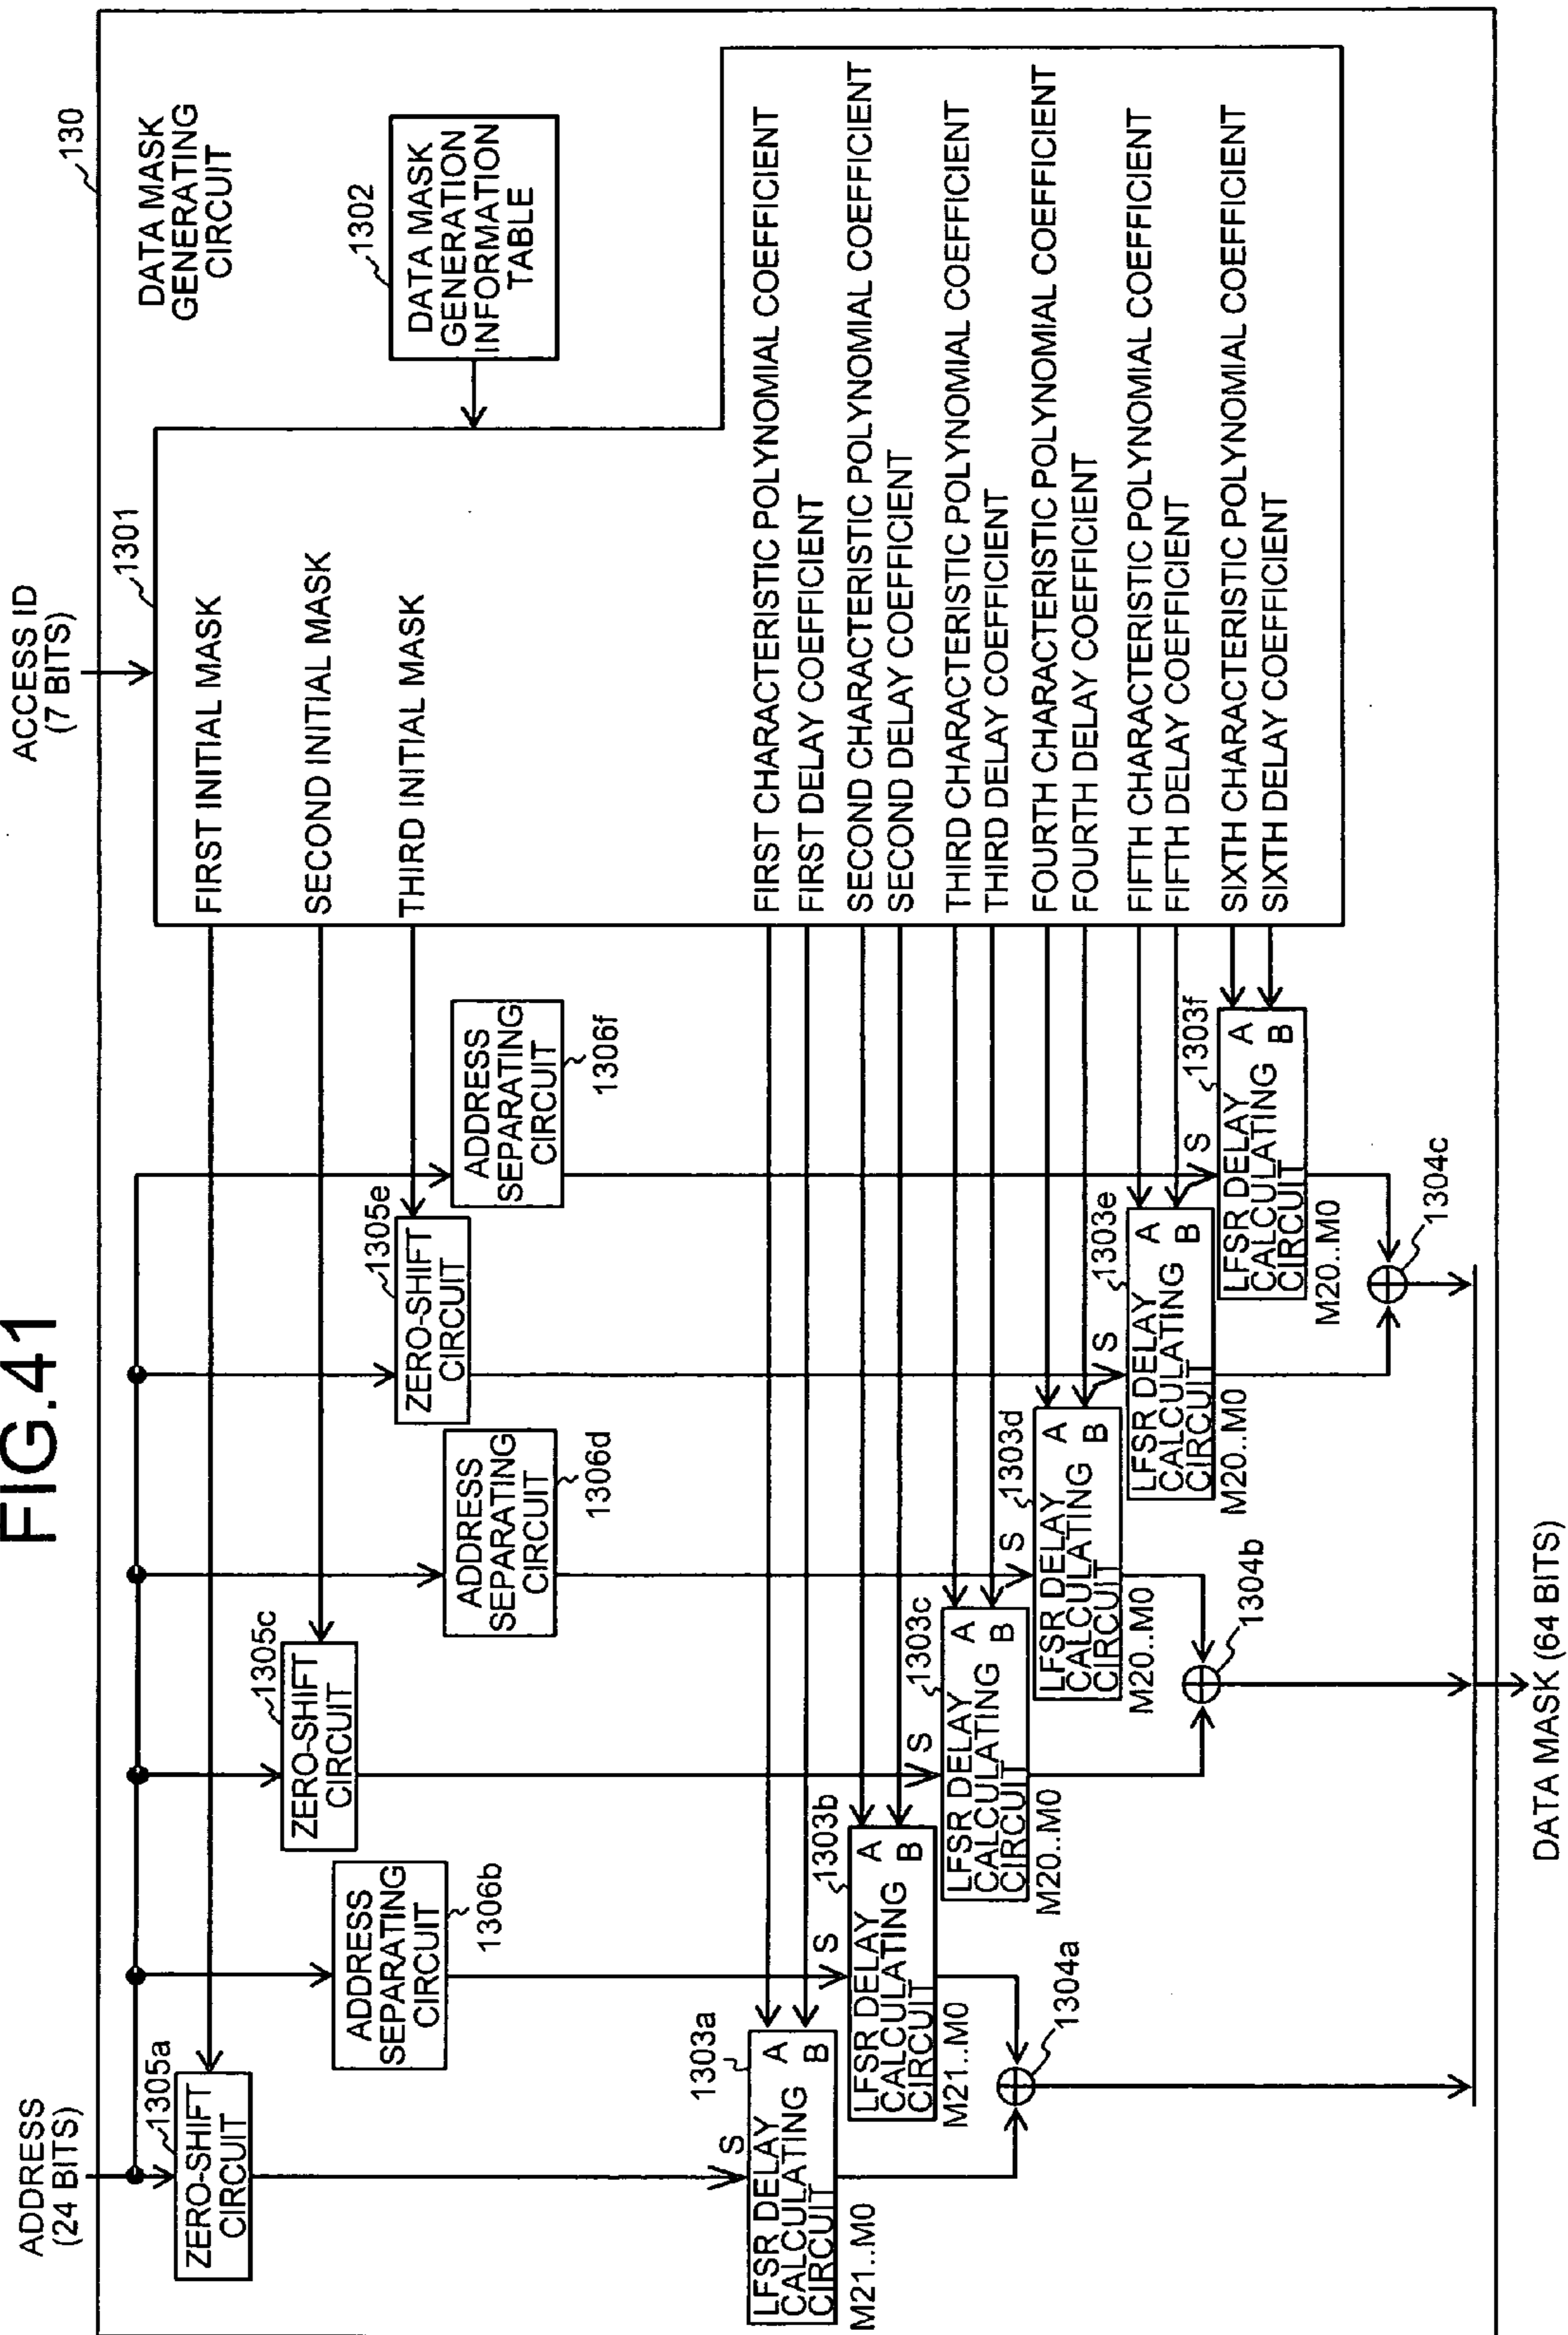 FIG.41
ADDRESS
(24 BITS)
ACCESS ID
(7 BITS)
130
DATA MASK
GENERATING
CIRCUIT
1305a
ZERO-SHIFT
CIRCUIT
1306b
ADDRESS
SEPARATING
CIRCUIT
1305c
ZERO-SHIFT
CIRCUIT
1306d
ADDRESS
SEPARATING
CIRCUIT
1305e
ZERO-SHIFT
CIRCUIT
1306f
ADDRESS
SEPARATING
CIRCUIT
1301
FIRST INITIAL MASK
SECOND INITIAL MASK
THIRD INITIAL MASK
1302
DATA MASK
GENERATION
INFORMATION
TABLE
FIRST CHARACTERISTIC POLYNOMIAL COEFFICIENT
FIRST DELAY COEFFICIENT
SECOND CHARACTERISTIC POLYNOMIAL COEFFICIENT
SECOND DELAY COEFFICIENT
THIRD CHARACTERISTIC POLYNOMIAL COEFFICIENT
THIRD DELAY COEFFICIENT
FOURTH CHARACTERISTIC POLYNOMIAL COEFFICIENT
FOURTH DELAY COEFFICIENT
FIFTH CHARACTERISTIC POLYNOMIAL COEFFICIENT
FIFTH DELAY COEFFICIENT
SIXTH CHARACTERISTIC POLYNOMIAL COEFFICIENT
SIXTH DELAY COEFFICIENT
1303a
S
LFSR DELAY
CALCULATING
CIRCUIT
A
B
M21..M0
1303b
S
LFSR DELAY
CALCULATING
CIRCUIT
A
B
M21..M0
1303c
S
LFSR DELAY
CALCULATING
CIRCUIT
A
B
M20..M0
1303d
S
LFSR DELAY
CALCULATING
CIRCUIT
A
B
M20..M0
1303e
S
LFSR DELAY
CALCULATING
CIRCUIT
A
B
M20..M0
1303f
S
LFSR DELAY
CALCULATING
CIRCUIT
A
B
M20..M0
1304a
1304b
1304c
DATA MASK (64 BITS)